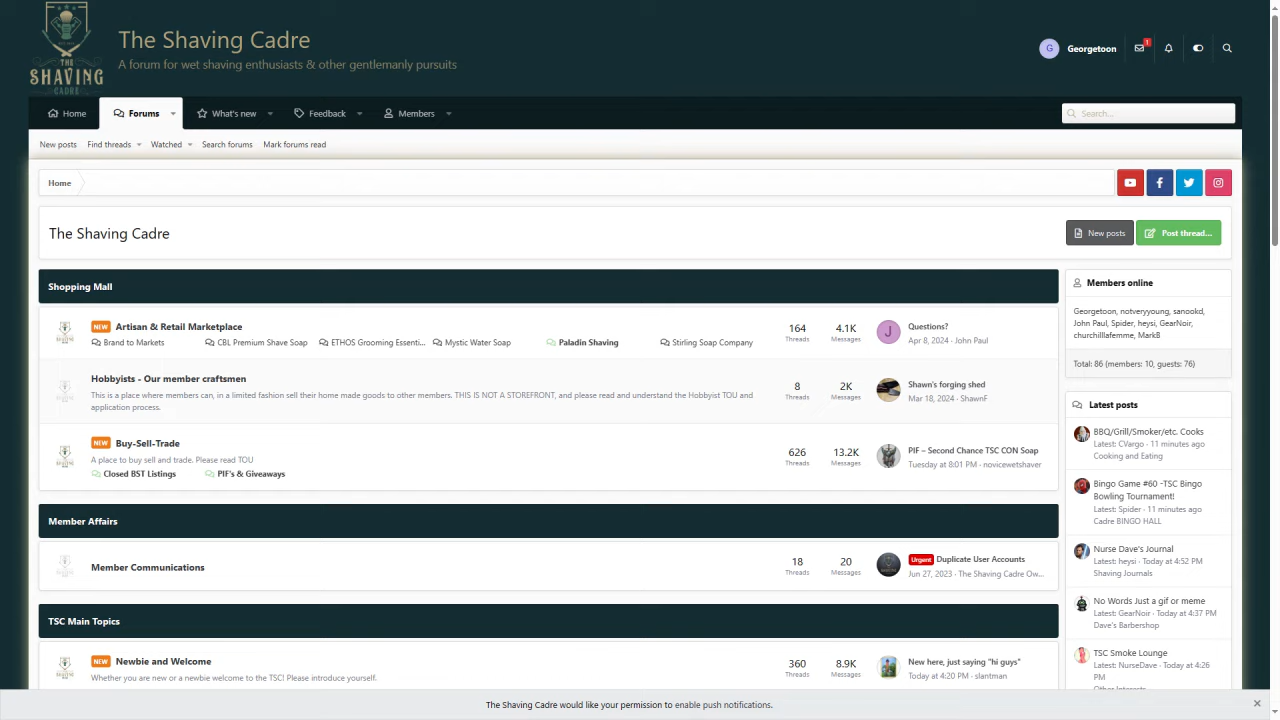 THE
SHAVING
CADRE
The Shaving Cadre
A forum for wet shaving enthusiasts & other gentlemanly pursuits
G Georgetoon 1
Home Forums What's new Feedback Members Search...
New posts Find threads Watched Search forums Mark forums read
Home
The Shaving Cadre
New posts Post thread...
Shopping Mall
NEW Artisan & Retail Marketplace
Brand to Markets CBL Premium Shave Soap ETHOS Grooming Essenti... Mystic Water Soap Paladin Shaving Stirling Soap Company
164 Threads
4.1K Messages
J
Questions?
Apr 8, 2024 · John Paul
Hobbyists - Our member craftsmen
This is a place where members can, in a limited fashion sell their home made goods to other members. THIS IS NOT A STOREFRONT, and please read and understand the Hobbyist TOU and
application process.
8 Threads
2K Messages
Shawn's forging shed
Mar 18, 2024 · ShawnF
NEW Buy-Sell-Trade
A place to buy sell and trade. Please read TOU
Closed BST Listings PIF's & Giveaways
626 Threads
13.2K Messages
PIF – Second Chance TSC CON Soap
Tuesday at 8:01 PM · novicewetshaver
Member Affairs
Member Communications
18 Threads
20 Messages
Urgent Duplicate User Accounts
Jun 27, 2023 · The Shaving Cadre Ow...
TSC Main Topics
NEW Newbie and Welcome
Whether you are new or a newbie welcome to the TSC! Please introduce yourself.
360 Threads
8.9K Messages
New here, just saying "hi guys"
Today at 4:20 PM · slantman
Members online
Georgetoon, notveryyoung, sanookd,
John Paul, Spider, heysi, GearNoir,
churchilllafemme, MarkB
Total: 86 (members: 10, guests: 76)
Latest posts
BBQ/Grill/Smoker/etc. Cooks
Latest: CVargo · 11 minutes ago
Cooking and Eating
Bingo Game #60 -TSC Bingo
Bowling Tournament!
Latest: Spider · 11 minutes ago
Cadre BINGO HALL
Nurse Dave's Journal
Latest: heysi · Today at 4:52 PM
Shaving Journals
No Words Just a gif or meme
Latest: GearNoir · Today at 4:37 PM
Dave's Barbershop
TSC Smoke Lounge
Latest: NurseDave · Today at 4:26
PM
Other Interests
The Shaving Cadre would like your permission to enable push notifications.